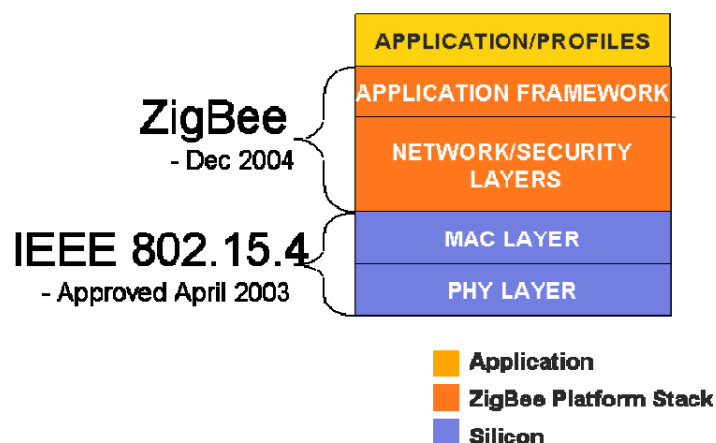 APPLICATION/PROFILES
APPLICATION FRAMEWORK
ZigBee
- Dec 2004
NETWORK/SECURITY
LAYERS
IEEE 802.15.4
- Approved April 2003
MAC LAYER
PHY LAYER
Application
ZigBee Platform Stack
Silicon